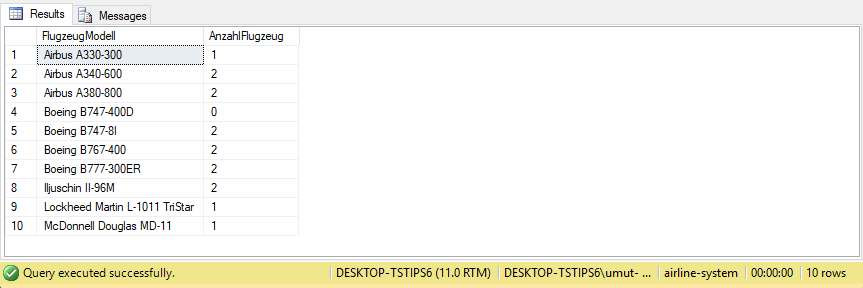 Results Messages
FlugzeugModell AnzahlFlugzeug
1 Airbus A330-300 1
2 Airbus A340-600 2
3 Airbus A380-800 2
4 Boeing B747-400D 0
5 Boeing B747-8I 2
6 Boeing B767-400 2
7 Boeing B777-300ER 2
8 Iljuschin Il-96M 2
9 Lockheed Martin L-1011 TriStar 1
10 McDonnell Douglas MD-11 1
Query executed successfully. DESKTOP-TSTIPS6 (11.0 RTM) DESKTOP-TSTIPS6\umut- ... airline-system 00:00:00 10 rows